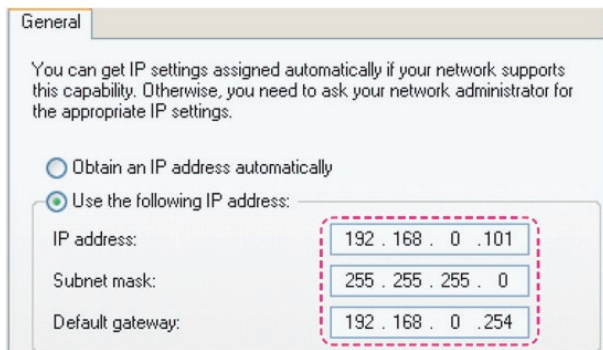 General
You can get IP settings assigned automatically if your network supports
this capability. Otherwise, you need to ask your network administrator for
the appropriate IP settings.
Obtain an IP address automatically
Use the following IP address:
IP address: 192 . 168 . 0 .101
Subnet mask: 255 . 255 . 255 . 0
Default gateway: 192 . 168 . 0 .254